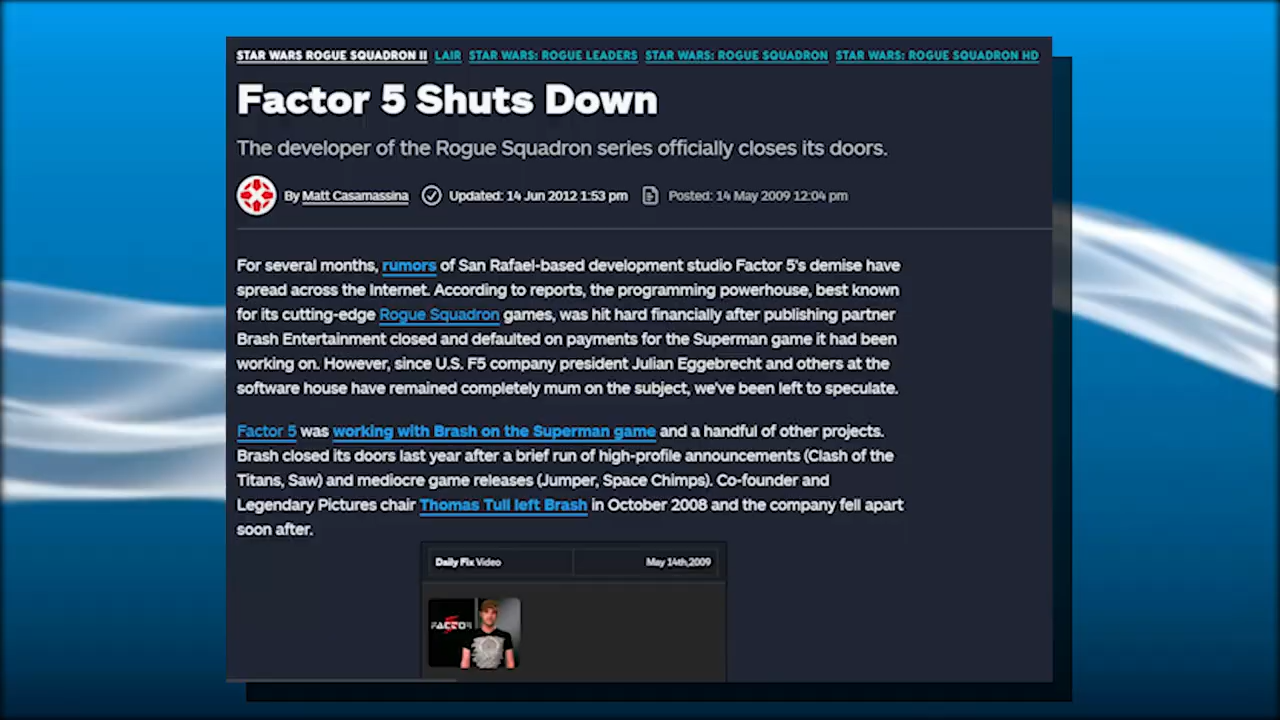 STAR WARS ROGUE SQUADRON II LAIR STAR WARS: ROGUE LEADERS STAR WARS: ROGUE SQUADRON STAR WARS: ROGUE SQUADRON HD
Factor 5 Shuts Down
The developer of the Rogue Squadron series officially closes its doors.
By Matt Casamassina Updated: 14 Jun 2012 1:53 pm Posted: 14 May 2009 12:04 pm
For several months, rumors of San Rafael-based development studio Factor 5's demise have
spread across the Internet. According to reports, the programming powerhouse, best known
for its cutting-edge Rogue Squadron games, was hit hard financially after publishing partner
Brash Entertainment closed and defaulted on payments for the Superman game it had been
working on. However, since U.S. F5 company president Julian Eggebrecht and others at the
software house have remained completely mum on the subject, we've been left to speculate.
Factor 5 was working with Brash on the Superman game and a handful of other projects.
Brash closed its doors last year after a brief run of high-profile announcements (Clash of the
Titans, Saw) and mediocre game releases (Jumper, Space Chimps). Co-founder and
Legendary Pictures chair Thomas Tull left Brash in October 2008 and the company fell apart
soon after.
Daily Fix Video May 14th,2009
FACTOR 5